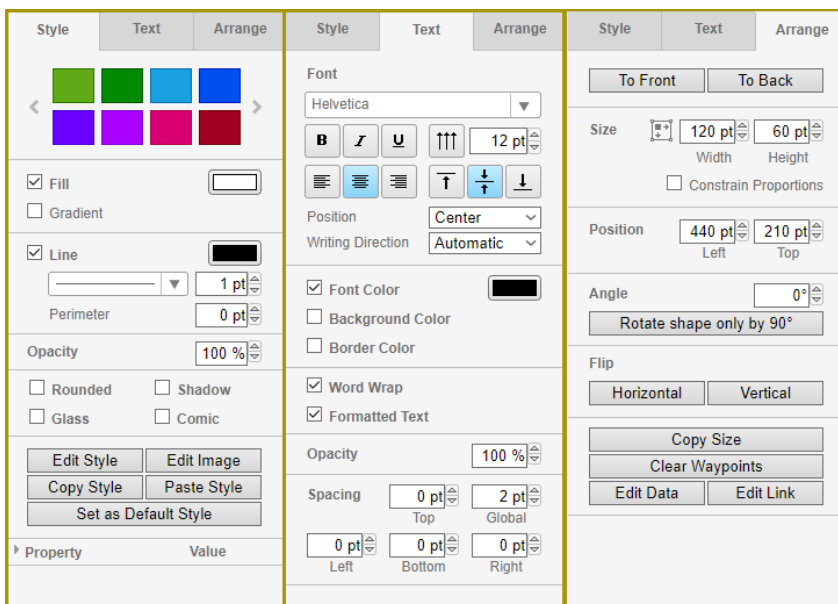 Style Text Arrange
Fill
Gradient
Line
1 pt
Perimeter 0 pt
Opacity 100 %
Rounded Shadow
Glass Comic
Edit Style Edit Image
Copy Style Paste Style
Set as Default Style
Property Value
Style Text Arrange
Font
Helvetica
B I U 12 pt
Position Center
Writing Direction Automatic
Font Color
Background Color
Border Color
Word Wrap
Formatted Text
Opacity 100 %
Spacing 0 pt 2 pt
Top Global
0 pt 0 pt 0 pt
Left Bottom Right
Style Text Arrange
To Front To Back
Size 120 pt 60 pt
Width Height
Constrain Proportions
Position 440 pt 210 pt
Left Top
Angle 0°
Rotate shape only by 90°
Flip
Horizontal Vertical
Copy Size
Clear Waypoints
Edit Data Edit Link